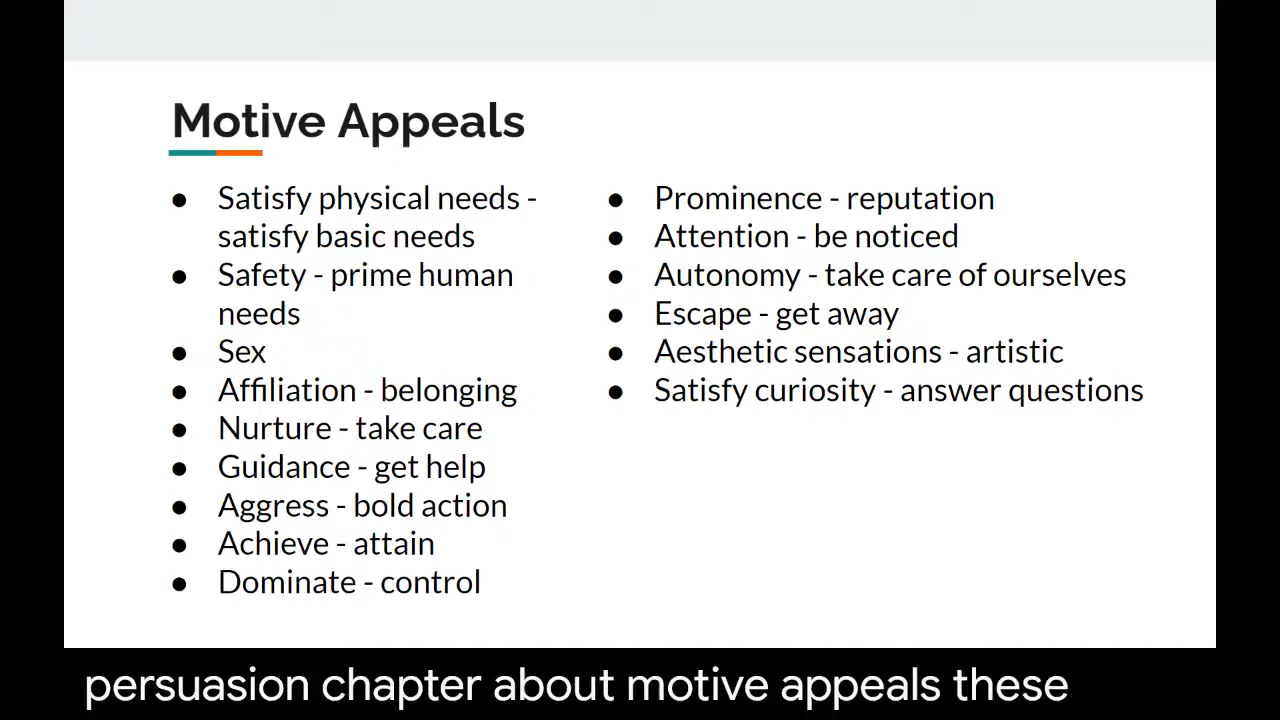 Motive Appeals
● Satisfy physical needs -
satisfy basic needs
● Safety - prime human
needs
● Sex
● Affiliation - belonging
● Nurture - take care
● Guidance - get help
● Aggress - bold action
● Achieve - attain
● Dominate - control
● Prominence - reputation
● Attention - be noticed
● Autonomy - take care of ourselves
● Escape - get away
● Aesthetic sensations - artistic
● Satisfy curiosity - answer questions
persuasion chapter about motive appeals these